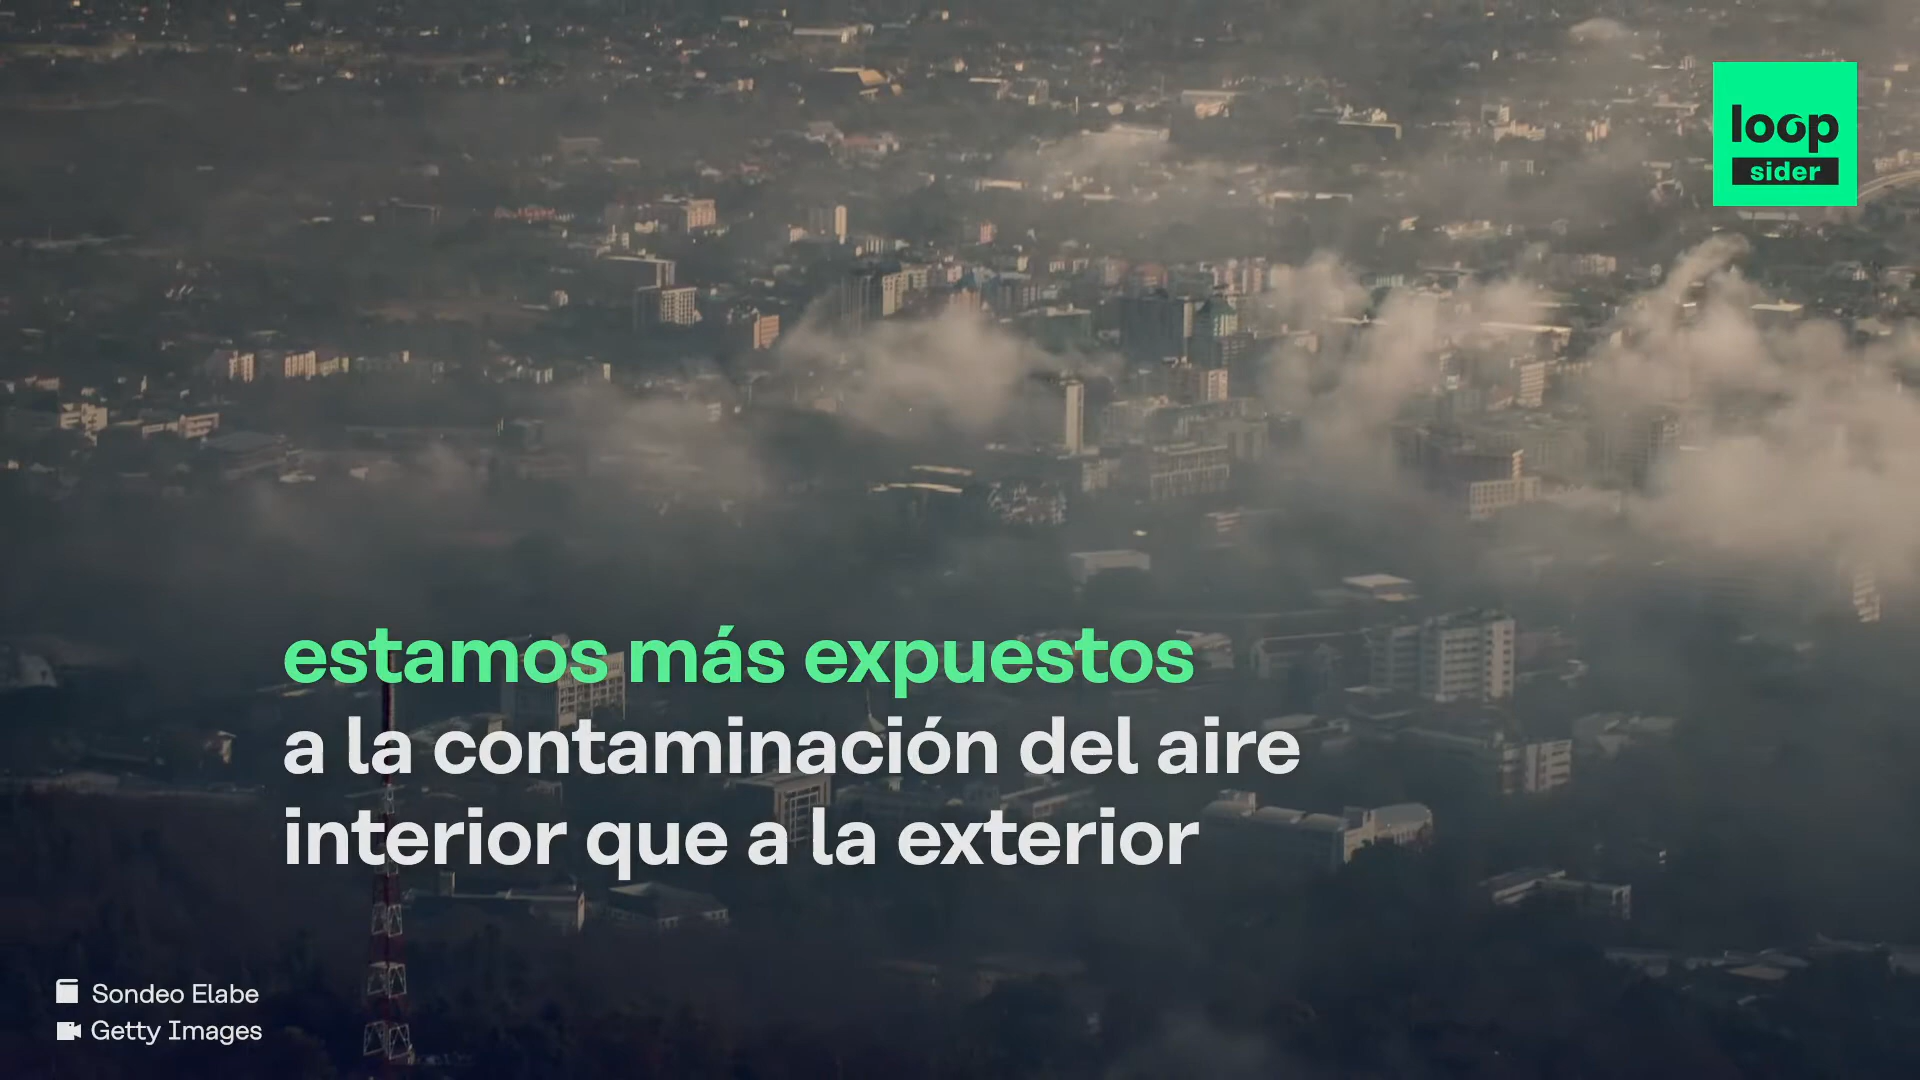 loop
sider
estamos más expuestos
a la contaminación del aire
interior que a la exterior
Sondeo Elabe
Getty Images